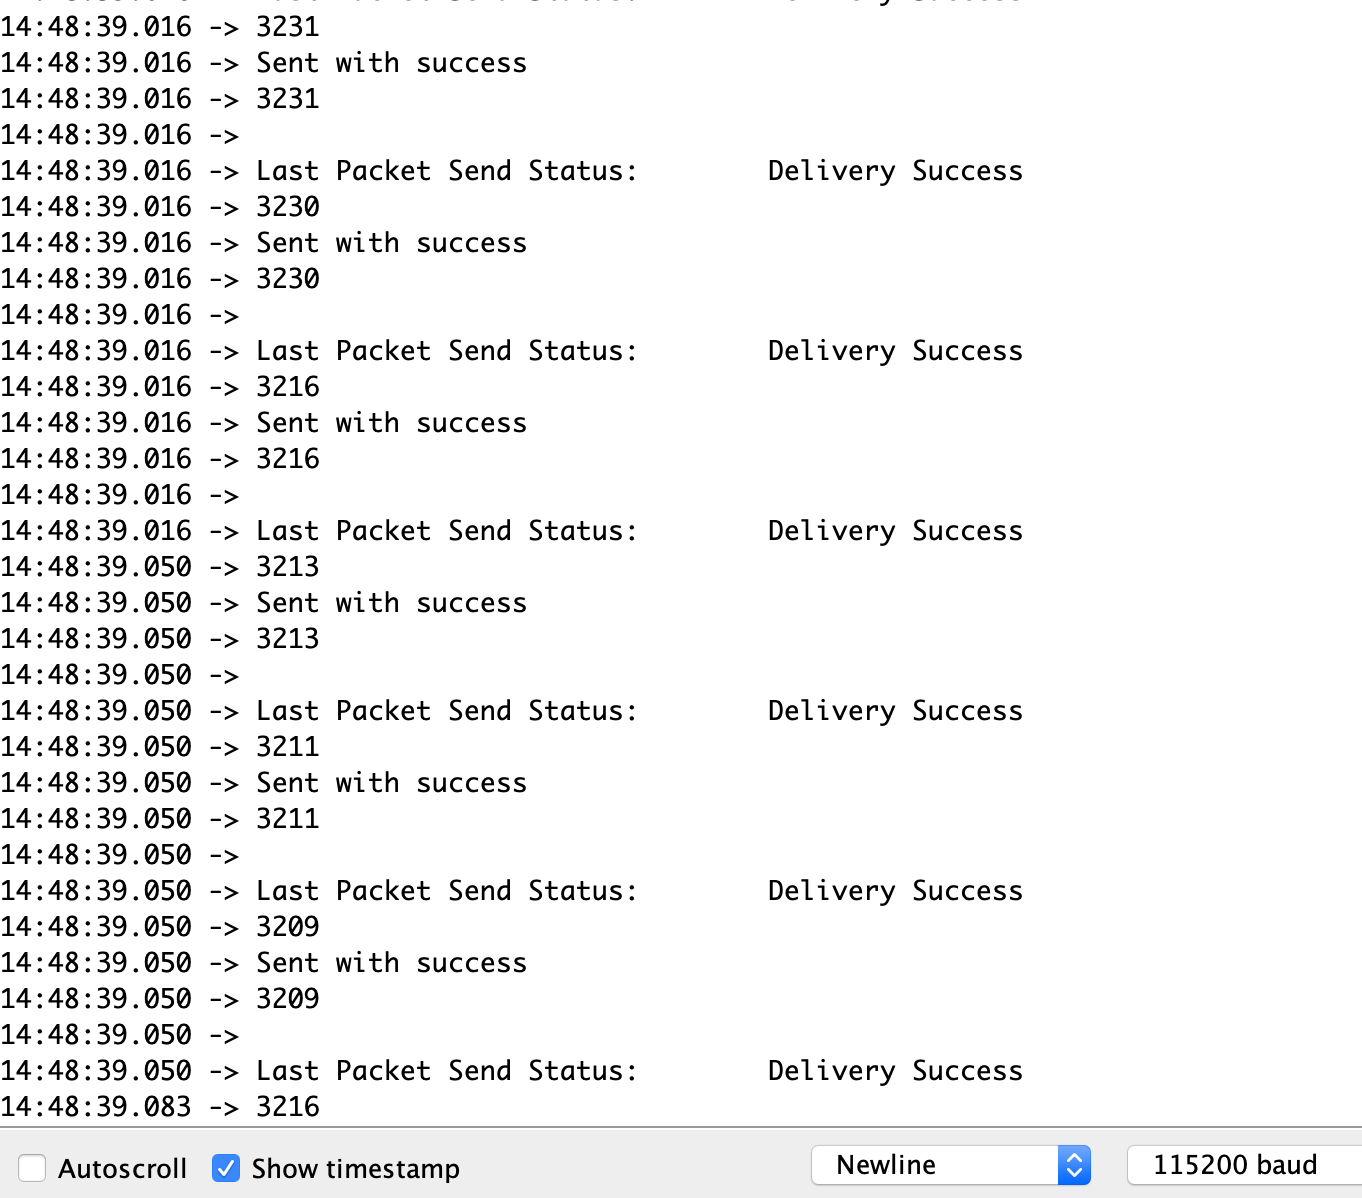 14:48:39.016 -> 3231
14:48:39.016 -> Sent with success
14:48:39.016 -> 3231
14:48:39.016 ->
14:48:39.016 -> Last Packet Send Status: Delivery Success
14:48:39.016 -> 3230
14:48:39.016 -> Sent with success
14:48:39.016 -> 3230
14:48:39.016 ->
14:48:39.016 -> Last Packet Send Status: Delivery Success
14:48:39.016 -> 3216
14:48:39.016 -> Sent with success
14:48:39.016 -> 3216
14:48:39.016 ->
14:48:39.016 -> Last Packet Send Status: Delivery Success
14:48:39.050 -> 3213
14:48:39.050 -> Sent with success
14:48:39.050 -> 3213
14:48:39.050 ->
14:48:39.050 -> Last Packet Send Status: Delivery Success
14:48:39.050 -> 3211
14:48:39.050 -> Sent with success
14:48:39.050 -> 3211
14:48:39.050 ->
14:48:39.050 -> Last Packet Send Status: Delivery Success
14:48:39.050 -> 3209
14:48:39.050 -> Sent with success
14:48:39.050 -> 3209
14:48:39.050 ->
14:48:39.050 -> Last Packet Send Status: Delivery Success
14:48:39.083 -> 3216
Autoscroll Show timestamp Newline 115200 baud